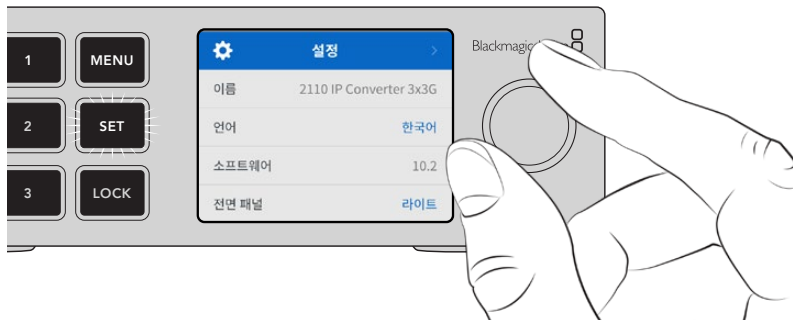 1
MENU
2
SET
3
LOCK
설정
이름 2110 IP Converter 3x3G
언어 한국어
소프트웨어 10.2
전면 패널 라이트